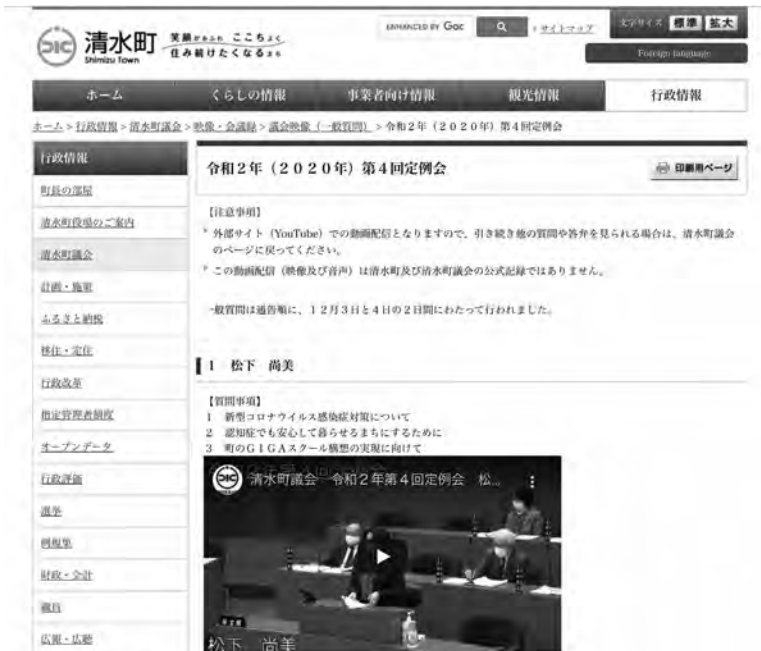 清水町
Shimizu Town
笑顔があふれ ここちよく
住み続けたくなるまち
ENHANCED BY Goo
サイトマップ
文字サイズ 標準 拡大
Foreign language
ホーム くらしの情報 事業者向け情報 観光情報 行政情報
ホーム > 行政情報 > 清水町議会 > 映像・会議録 > 議会映像（一般質問） > 令和2年（2020年）第4回定例会
行政情報
町長の部屋
清水町役場のご案内
清水町議会
計画・施策
ふるさと納税
移住・定住
行政改革
指定管理者制度
オープンデータ
行政評価
選挙
例規集
財政・会計
職員
広報・広聴
令和2年（2020年）第4回定例会
印刷用ページ
【注意事項】
外部サイト（YouTube）での動画配信となりますので、引き続き他の質問や答弁を見られる場合は、清水町議会
のページに戻ってください。
この動画配信（映像及び音声）は清水町及び清水町議会の公式記録ではありません。
一般質問は通告順に、12月3日と4日の2日間にわたって行われました。
1 松下 尚美
【質問事項】
1 新型コロナウイルス感染症対策について
2 認知症でも安心して暮らせるまちにするために
3 町のGIGAスクール構想の実現に向けて
清水町議会 令和2年第4回定例会 松...
松下 尚美